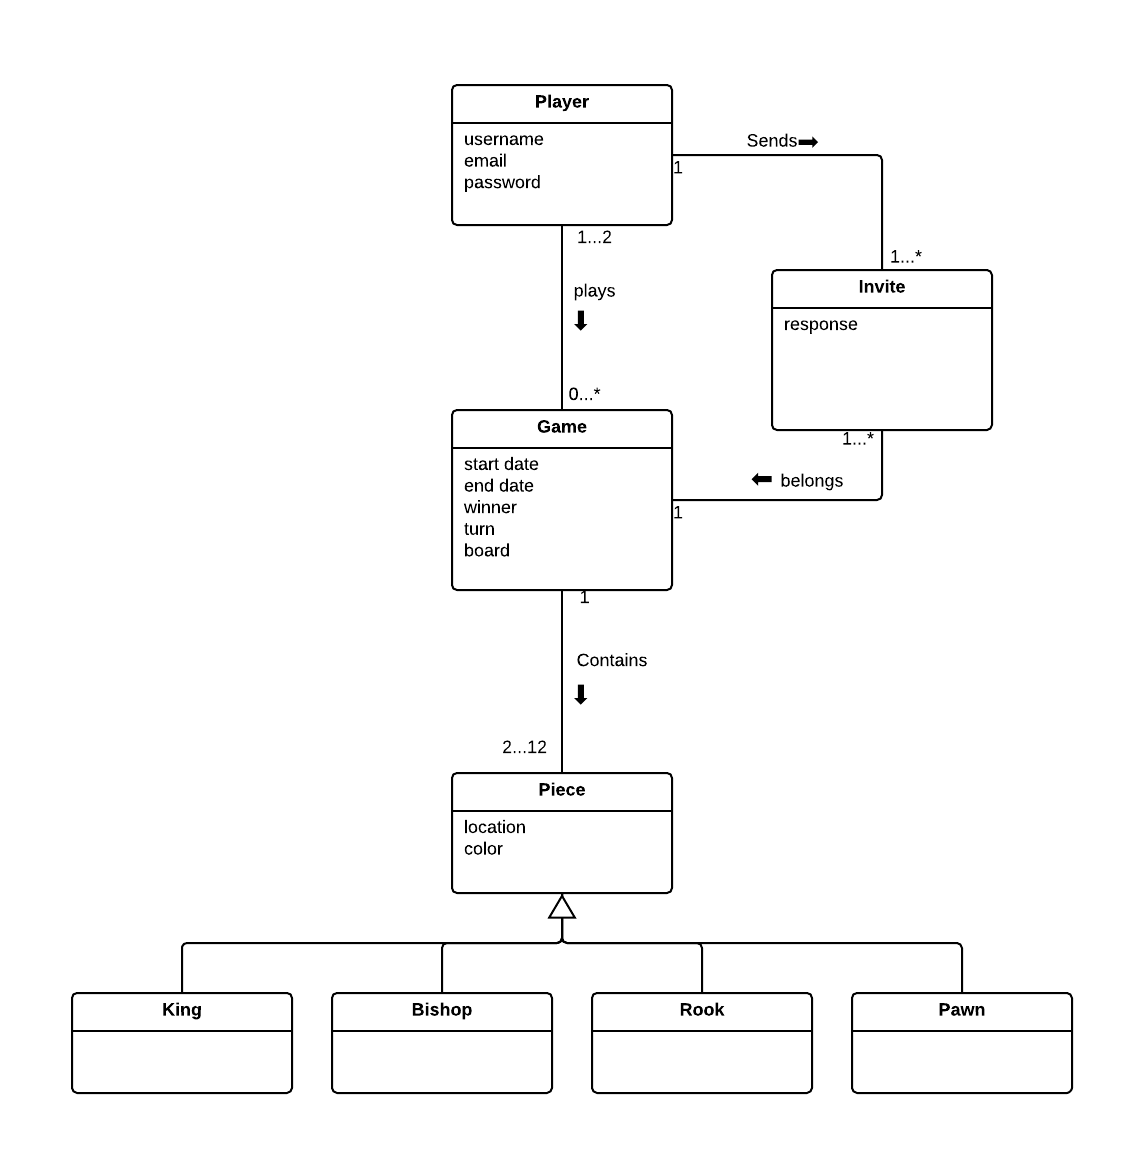 Player
username
email
password
Sends
1
1...*
1...2
plays
0...*
Invite
response
1...*
belongs
1
Game
start date
end date
winner
turn
board
1
Contains
2...12
Piece
location
color
King
Bishop
Rook
Pawn